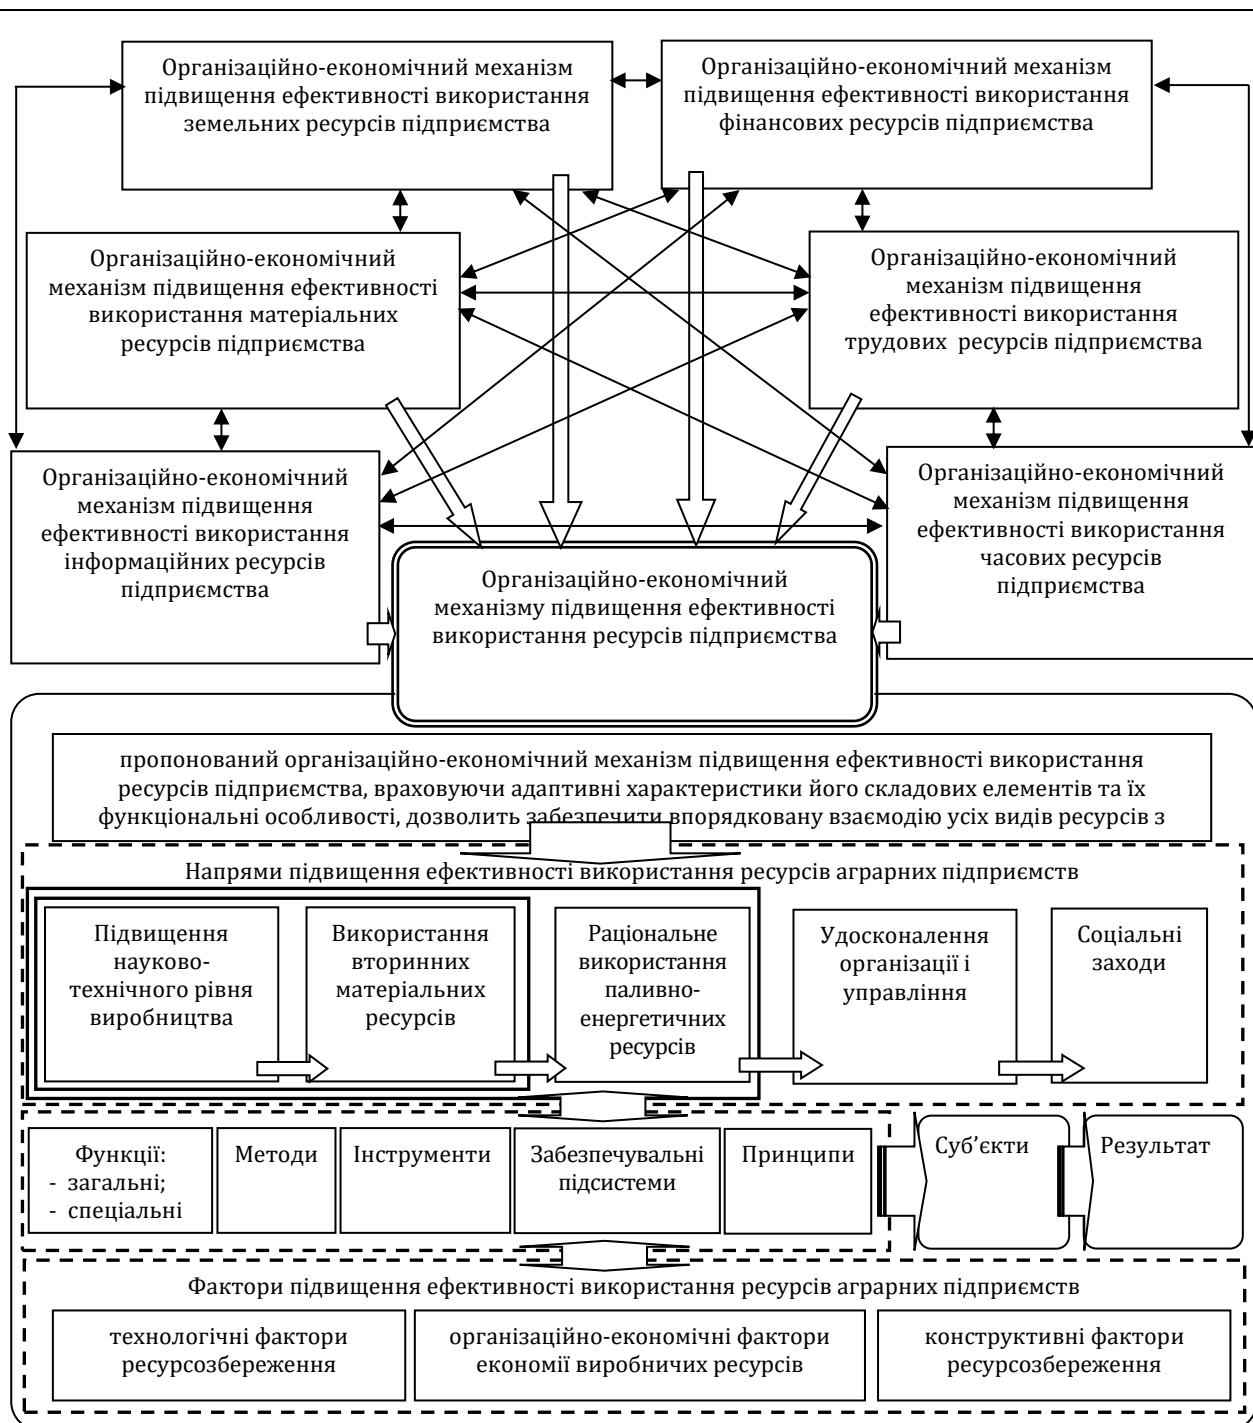 Організаційно-економічний механізм
підвищення ефективності використання
земельних ресурсів підприємства
Організаційно-економічний механізм
підвищення ефективності використання
фінансових ресурсів підприємства
Організаційно-економічний
механізм підвищення ефективності
використання матеріальних
ресурсів підприємства
Організаційно-економічний
механізм підвищення
ефективності використання
трудових ресурсів підприємства
Організаційно-економічний
механізм підвищення
ефективності використання
інформаційних ресурсів
підприємства
Організаційно-економічний
механізм підвищення
ефективності використання
часових ресурсів
підприємства
Організаційно-економічний
механізму підвищення ефективності
використання ресурсів підприємства
пропонований організаційно-економічний механізм підвищення ефективності використання
ресурсів підприємства, враховуючи адаптивні характеристики його складових елементів та їх
функціональні особливості, дозволить забезпечити впорядковану взаємодію усіх видів ресурсів з
Напрями підвищення ефективності використання ресурсів аграрних підприємств
Підвищення
науково-
технічного рівня
виробництва
Використання
вторинних
матеріальних
ресурсів
Раціональне
використання
паливно-
енергетичних
ресурсів
Удосконалення
організації і
управління
Соціальні
заходи
Функції:
- загальні;
- спеціальні
Методи
Інструменти
Забезпечувальні
підсистеми
Принципи
Суб’єкти
Результат
Фактори підвищення ефективності використання ресурсів аграрних підприємств
технологічні фактори
ресурсозбереження
організаційно-економічні фактори
економії виробничих ресурсів
конструктивні фактори
ресурсозбереження